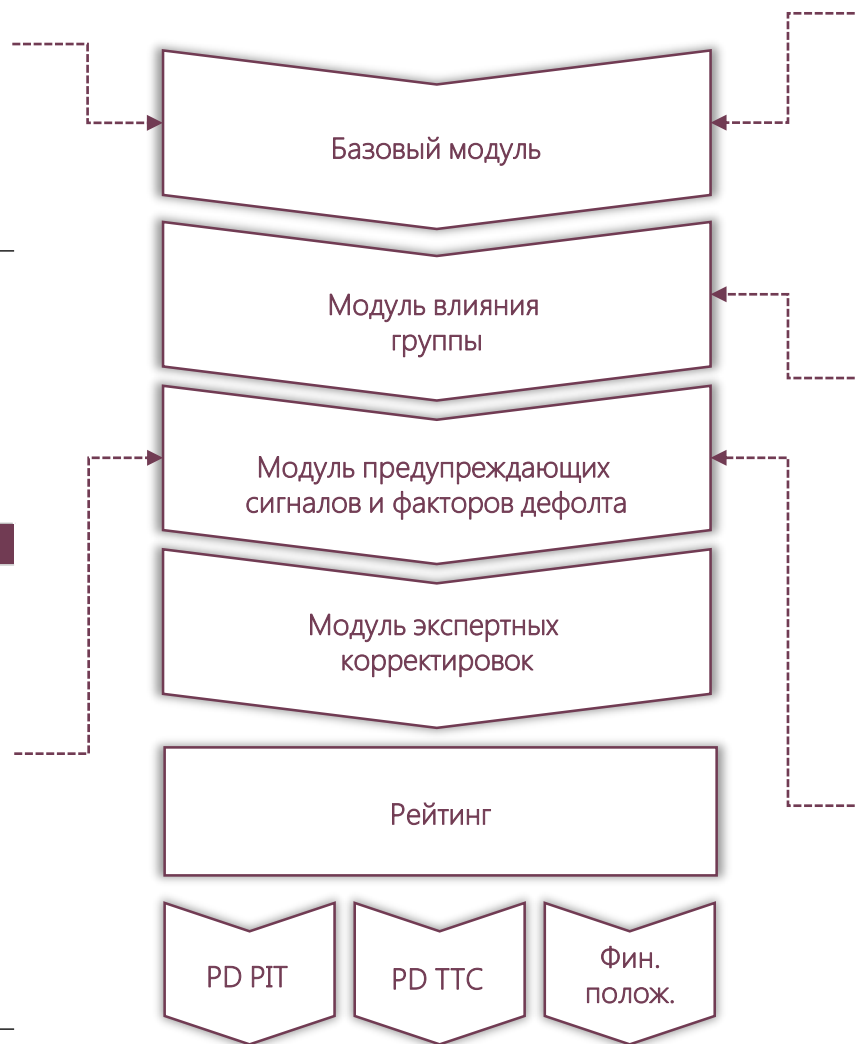 Базовый модуль
Модуль влияния
группы
Модуль предупреждающих
сигналов и факторов дефолта
Модуль экспертных
корректировок
Рейтинг
PD PIT
PD TTC
Фин.
полож.